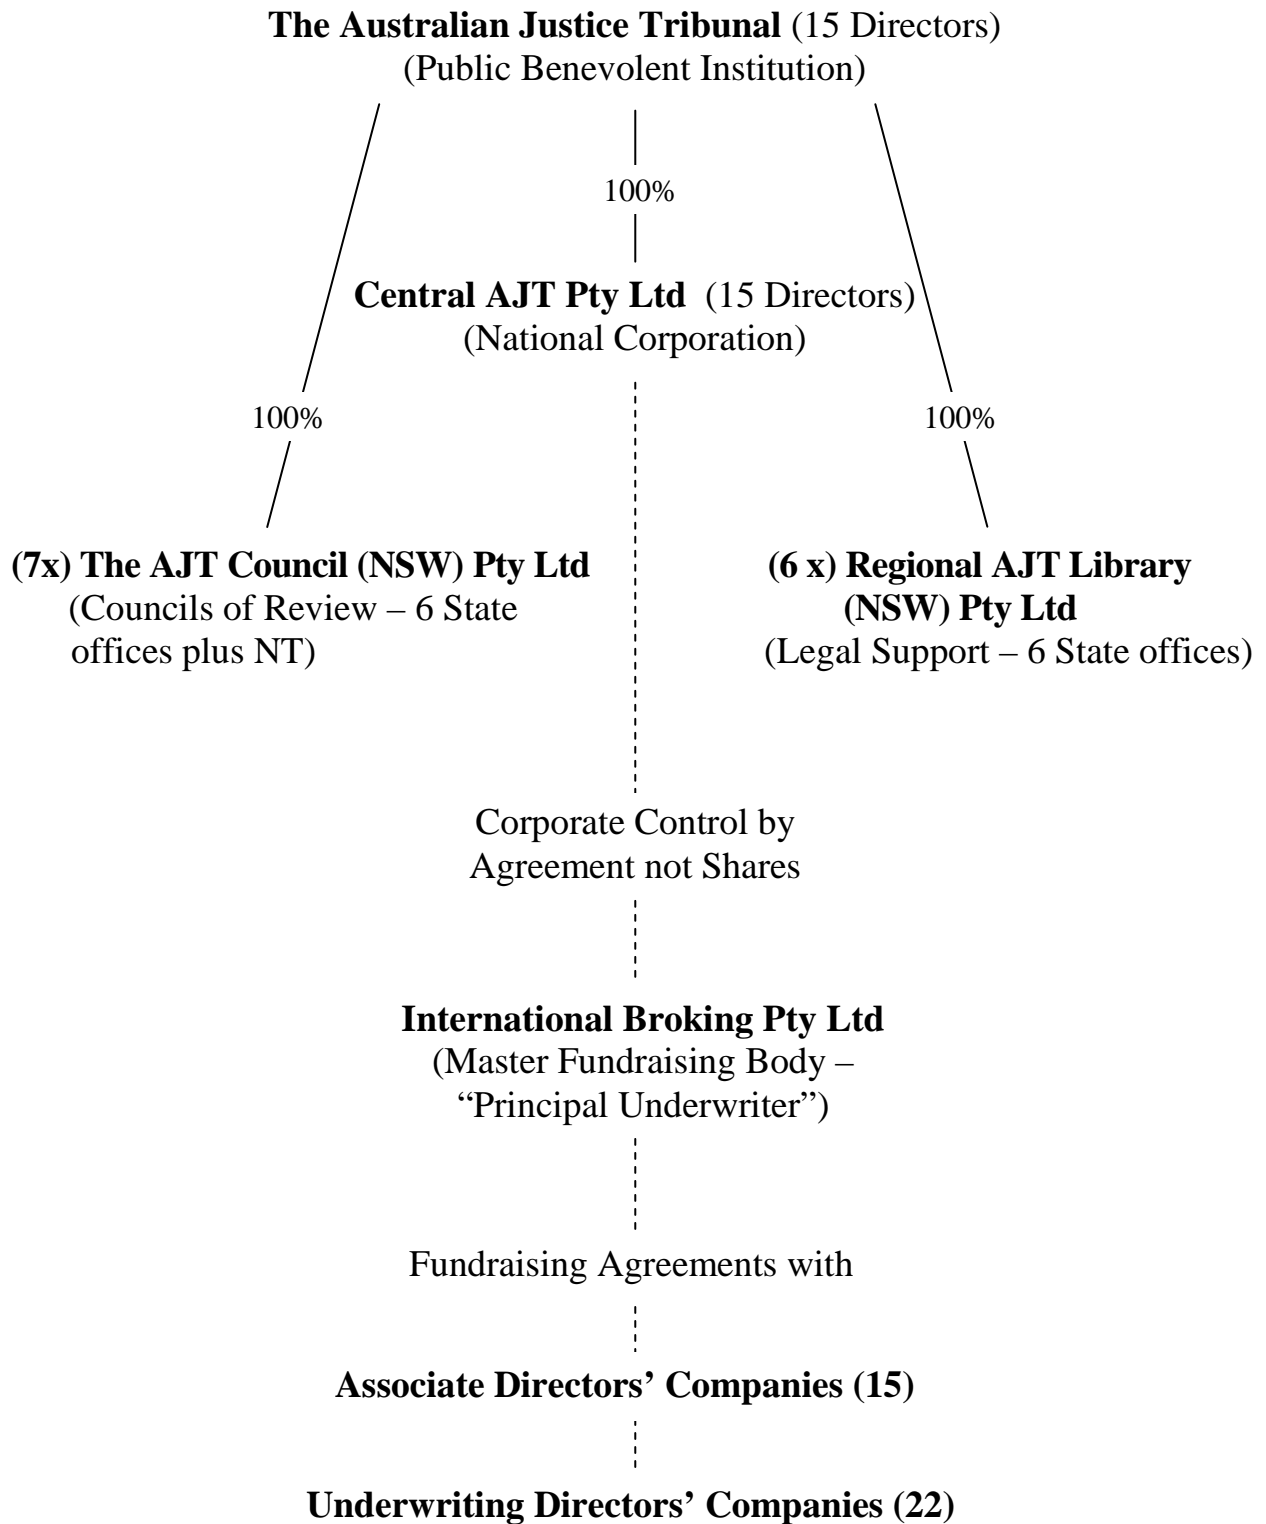 The Australian Justice Tribunal (15 Directors)
(Public Benevolent Institution)
100%
Central AJT Pty Ltd (15 Directors)
(National Corporation)
100%
100%
(7x) The AJT Council (NSW) Pty Ltd
(Councils of Review – 6 State
offices plus NT)
(6 x) Regional AJT Library
(NSW) Pty Ltd
(Legal Support – 6 State offices)
Corporate Control by
Agreement not Shares
International Broking Pty Ltd
(Master Fundraising Body –
“Principal Underwriter”)
Fundraising Agreements with
Associate Directors’ Companies (15)
Underwriting Directors’ Companies (22)